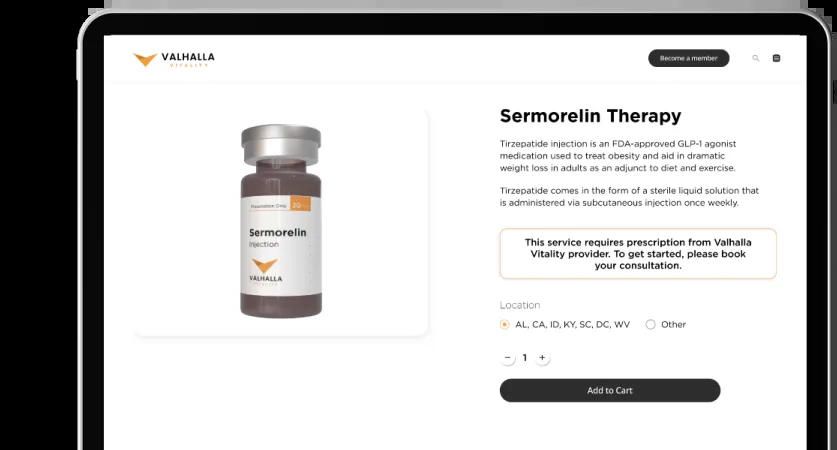 VALHALLA
VITALITY
Become a member
Sermorelin Therapy
Tirzepatide injection is an FDA-approved GLP-1 agonist
medication used to treat obesity and aid in dramatic
weight loss in adults as an adjunct to diet and exercise.
Tirzepatide comes in the form of a sterile liquid solution that
is administered via subcutaneous injection once weekly.
This service requires prescription from Valhalla
Vitality provider. To get started, please book
your consultation.
Location
AL, CA, ID, KY, SC, DC, WV
Other
− 1 +
Add to Cart
Prescription Only
Sermorelin
Injection
VALHALLA
VITALITY